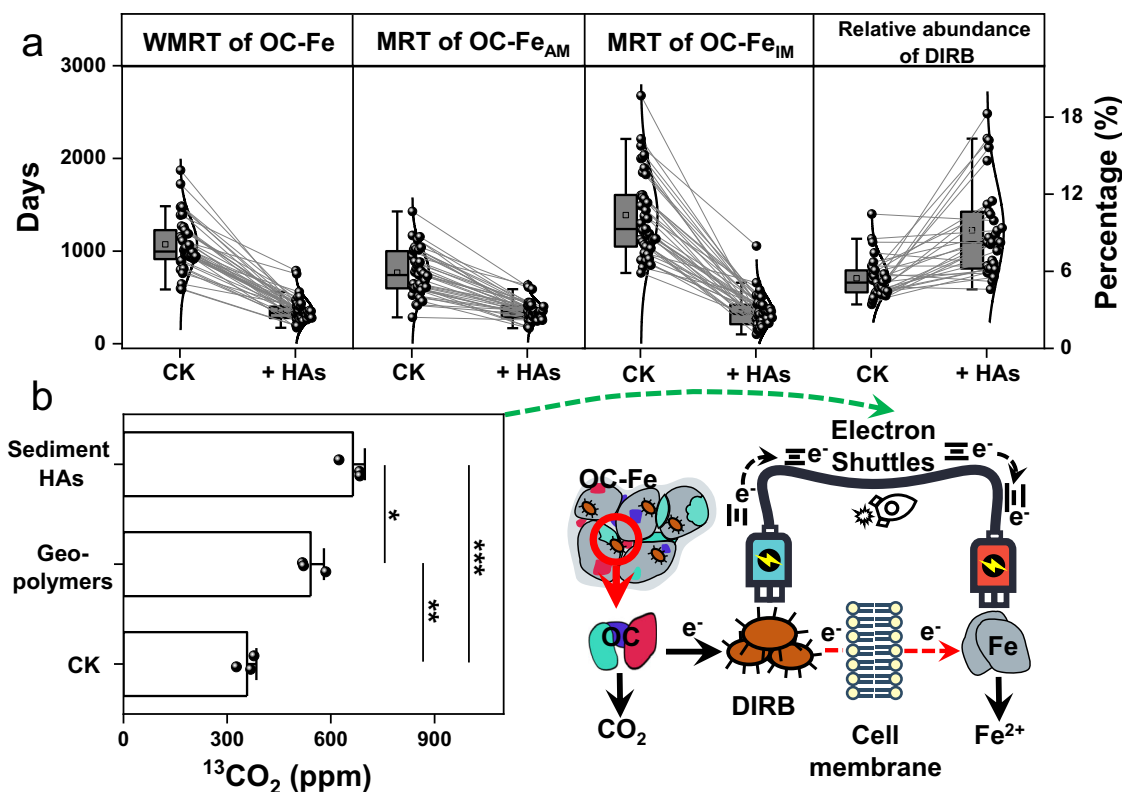 a
WMRT of OC-Fe
MRT of OC-FeAM
MRT of OC-FeIM
Relative abundance
of DIRB
3000
2000
1000
0
Days
18
12
6
0
Percentage (%)
CK
+ HAs
CK
+ HAs
CK
+ HAs
CK
+ HAs
b
Sediment
HAs
Geo-
polymers
CK
*
**
***
0
300
600
900
13CO2 (ppm)
Electron
Shuttles
e-
e-
e-
e-
OC-Fe
OC
e-
DIRB
e-
e-
Fe
CO2
Cell
membrane
Fe2+